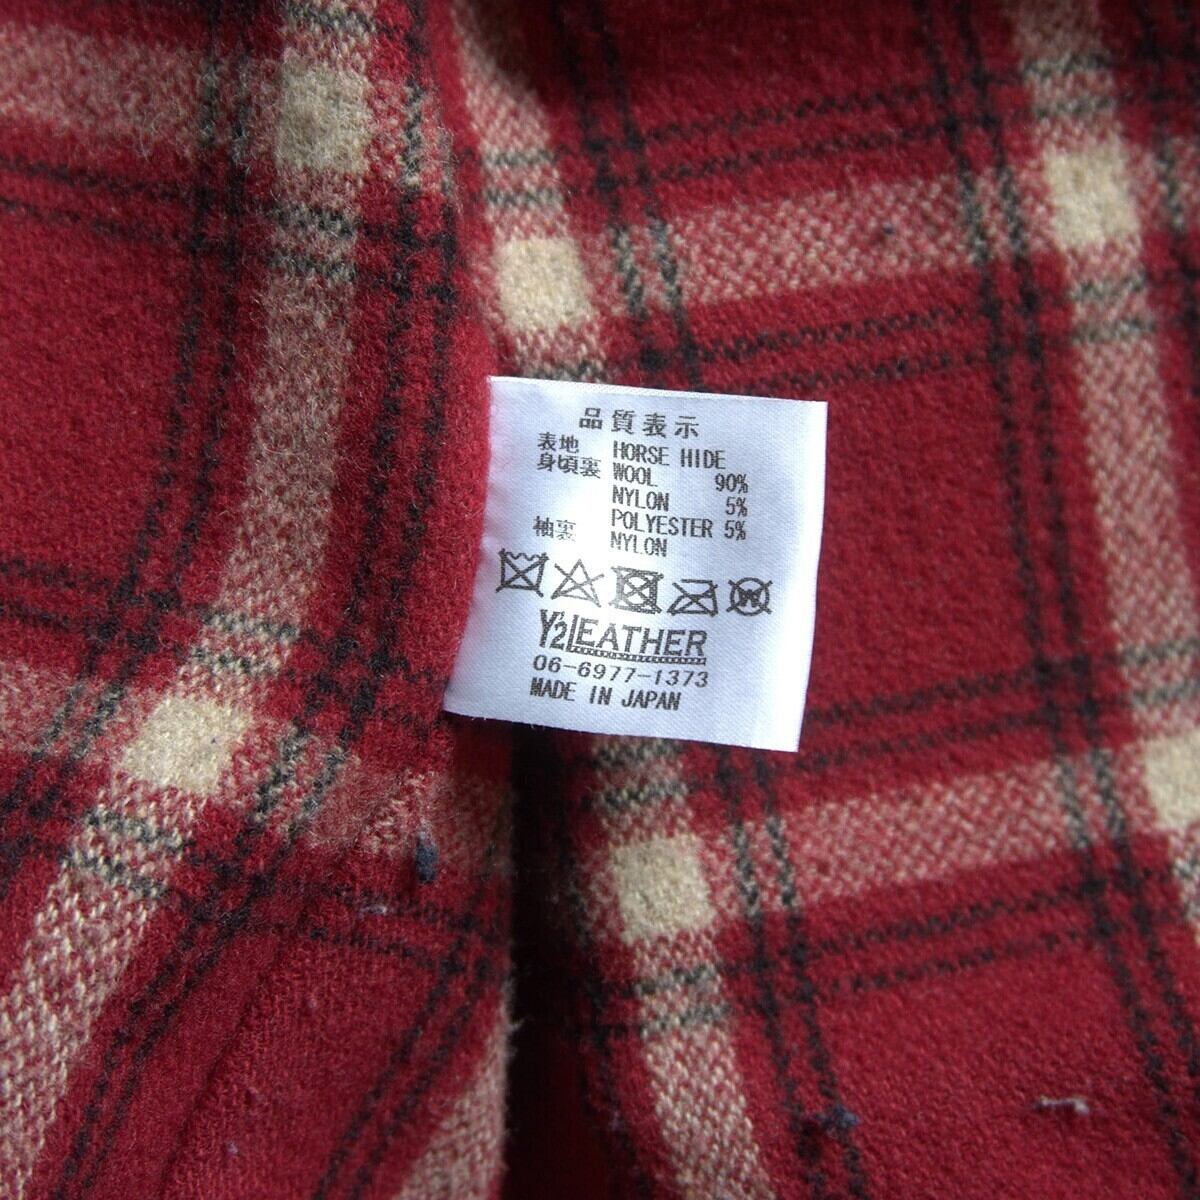 品質表示
表地 HORSE HIDE
身頃裏 WOOL 90%
NYLON 5%
POLYESTER 5%
袖裏 NYLON
W
Y'2LEATHER
06-6977-1373
MADE IN JAPAN